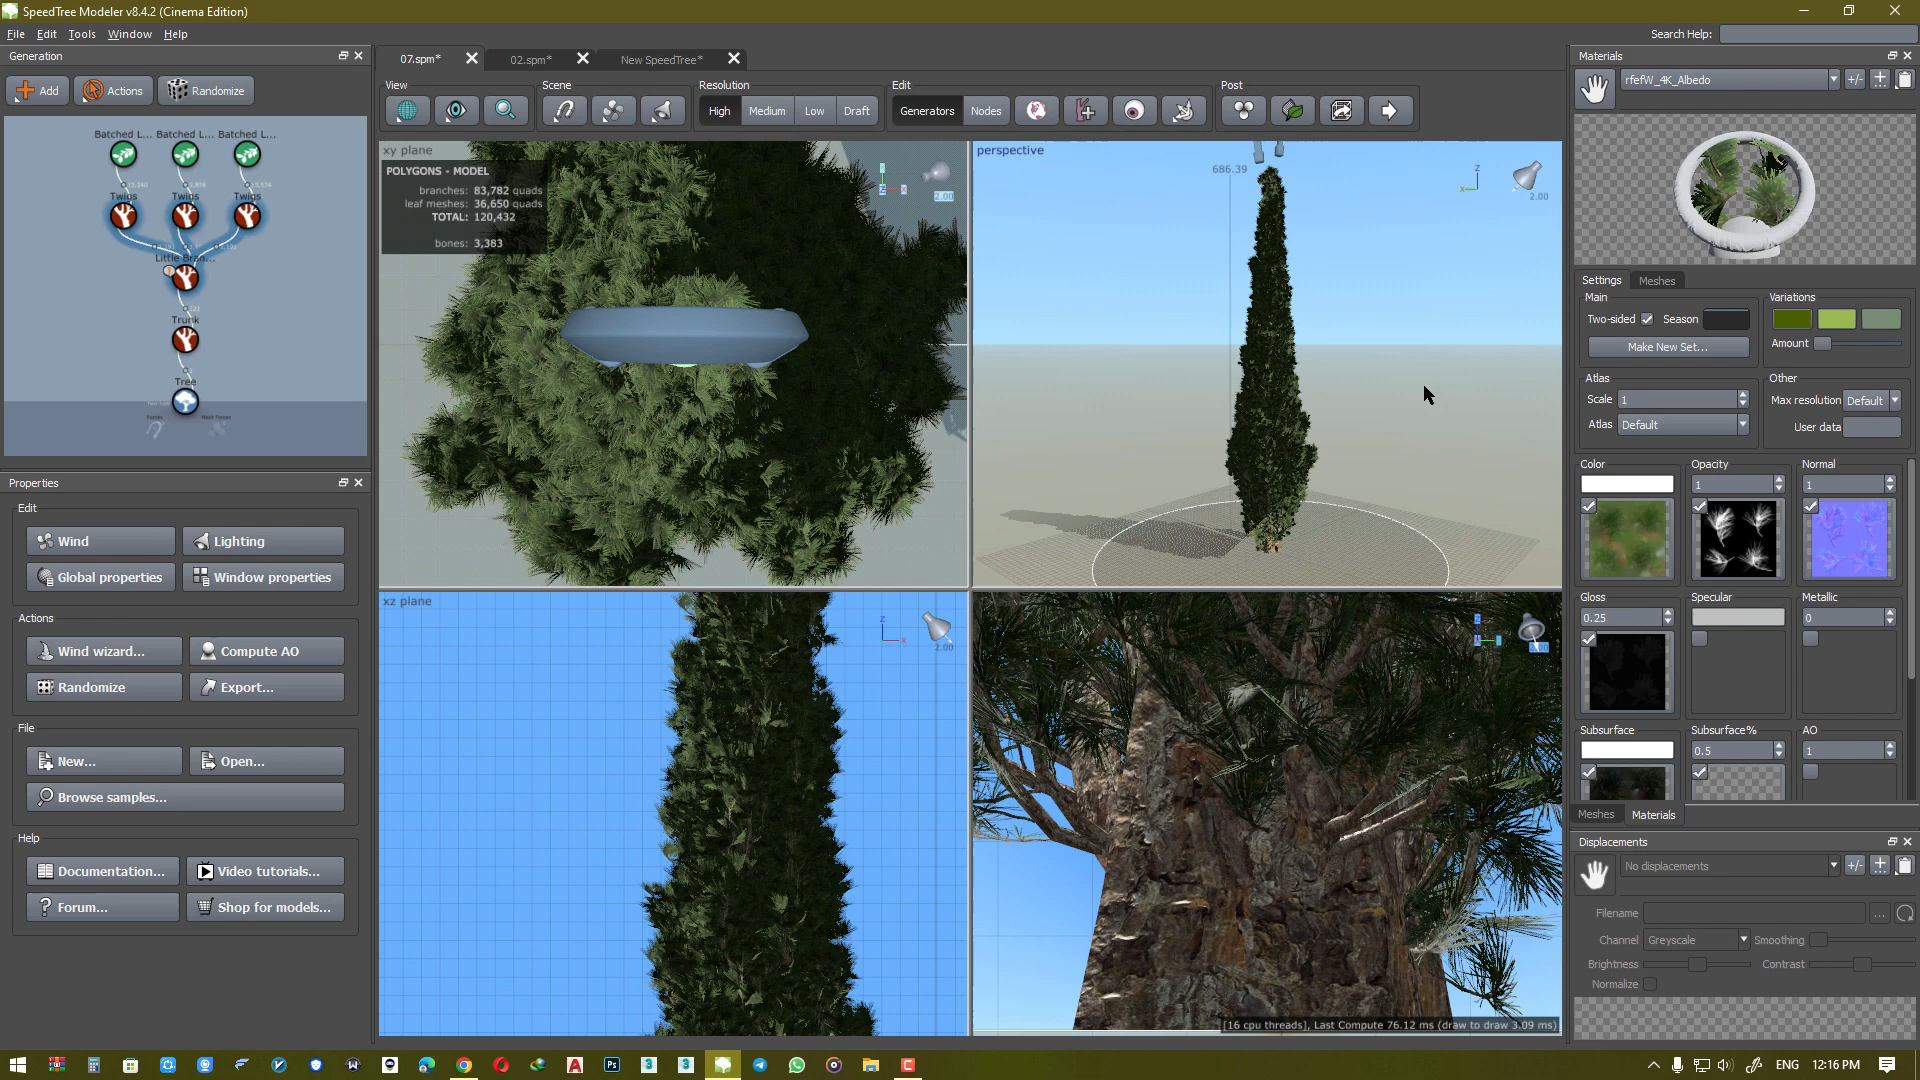 SpeedTree Modeler v8.4.2 (Cinema Edition)
File Edit Tools Window Help
Search Help:
Generation
Add Actions Randomize
Batched L... Batched L... Batched L...
Twigs Twigs Twigs
Little Bran...
Trunk
Tree
Properties
Edit
Wind Lighting
Global properties Window properties
Actions
Wind wizard... Compute AO
Randomize Export...
File
New... Open...
Browse samples...
Help
Documentation... Video tutorials...
Forum... Shop for models...
07.spm* 02.spm* New SpeedTree*
View Scene Resolution Edit Post
High Medium Low Draft Generators Nodes
xy plane
POLYGONS - MODEL
branches: 83,782 quads
leaf meshes: 36,650 quads
TOTAL: 120,432
bones: 3,383
2.00
perspective
686.39
2.00
xz plane
2.00
[16 cpu threads], Last Compute 76.12 ms (draw to draw 3.09 ms)
Materials
rfefW_4K_Albedo
+/-
Settings Meshes
Main Variations
Two-sided Season
Make New Set... Amount
Atlas Other
Scale 1 Max resolution Default
Atlas Default User data
Color Opacity Normal
1 1
Gloss Specular Metallic
0.25 0
Subsurface Subsurface% AO
0.5 1
Meshes Materials
Displacements
No displacements +/-
Filename ...
Channel Greyscale Smoothing
Brightness Contrast
Normalize
ENG 12:16 PM